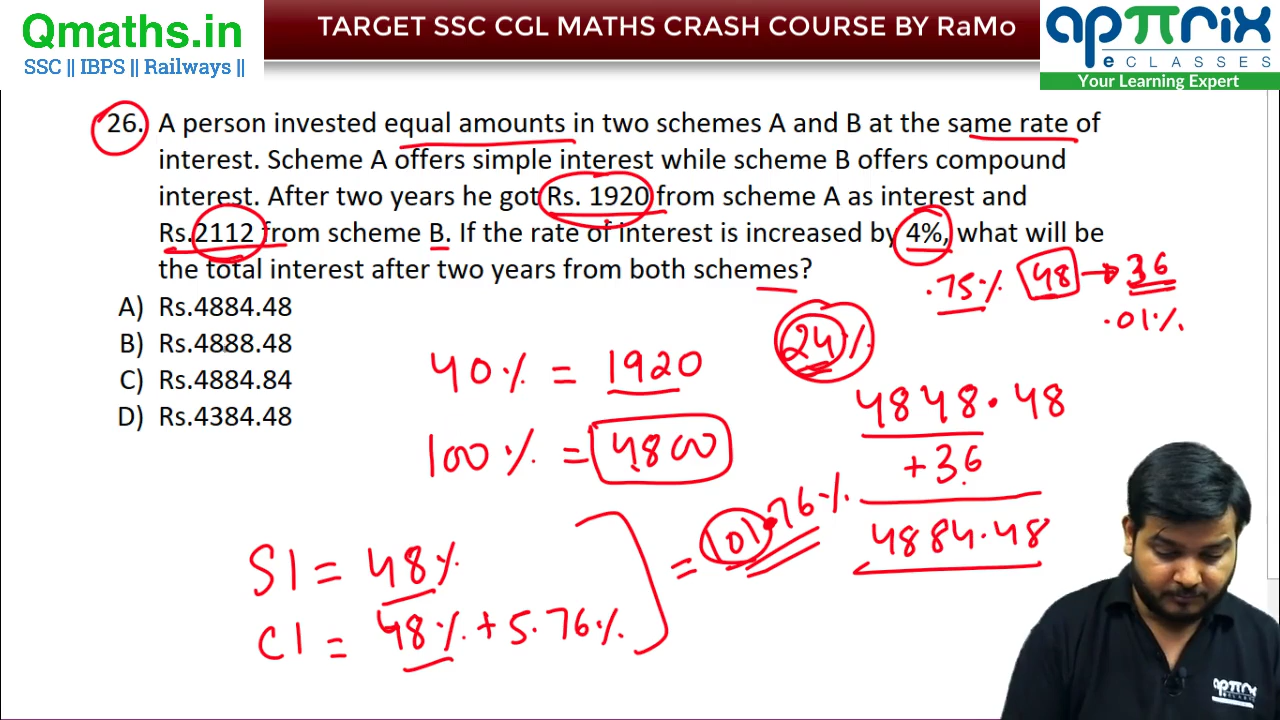 Qmaths.in
SSC || IBPS || Railways ||
TARGET SSC CGL MATHS CRASH COURSE BY RaMo
apπrix
e CLASSES
Your Learning Expert
26. A person invested equal amounts in two schemes A and B at the same rate of
interest. Scheme A offers simple interest while scheme B offers compound
interest. After two years he got Rs. 1920 from scheme A as interest and
Rs.2112 from scheme B. If the rate of interest is increased by 4%, what will be
the total interest after two years from both schemes?
A) Rs.4884.48
B) Rs.4888.48
C) Rs.4884.84
D) Rs.4384.48
.75% 48 → 36
.01%
24%
40% = 1920
100% = 4800
4848.48
+36
4884.48
SI = 48%
CI = 48% + 5.76%
= 101.76%
apπrix